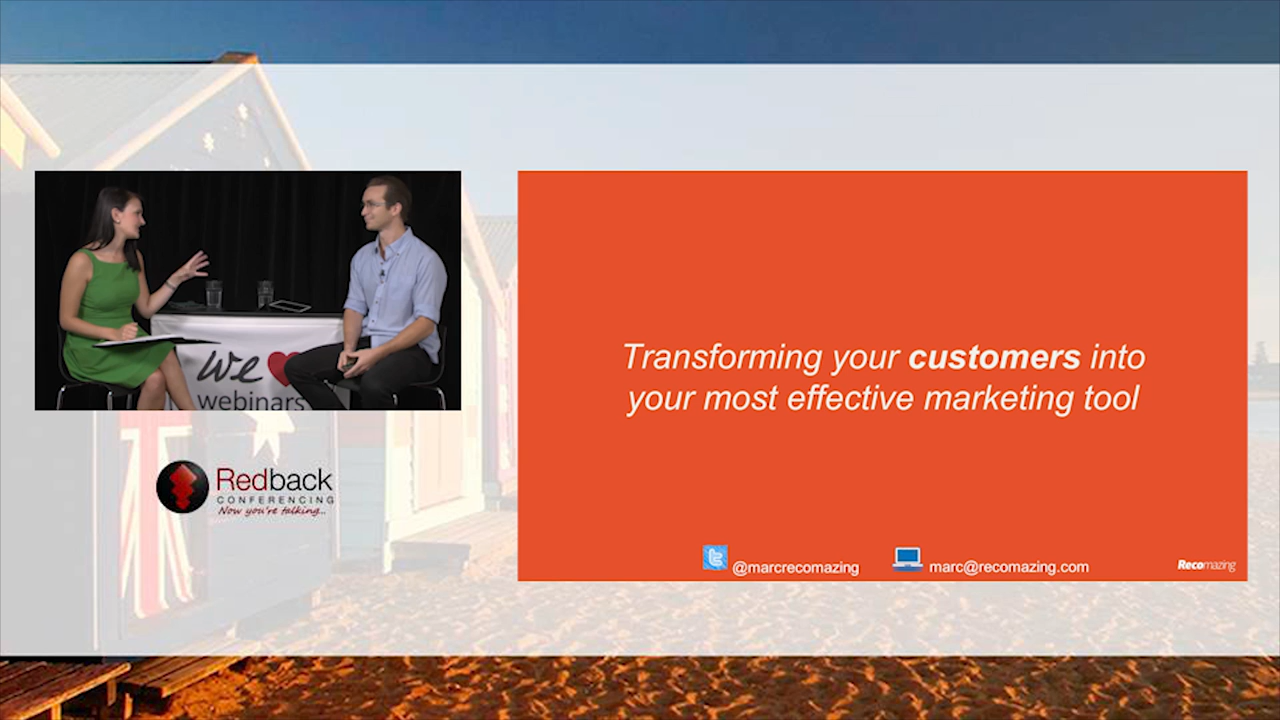 we
webinars
Redback
CONFERENCING
Now you're talking...
Transforming your customers into
your most effective marketing tool
@marcrecomazing
marc@recomazing.com
Recomazing